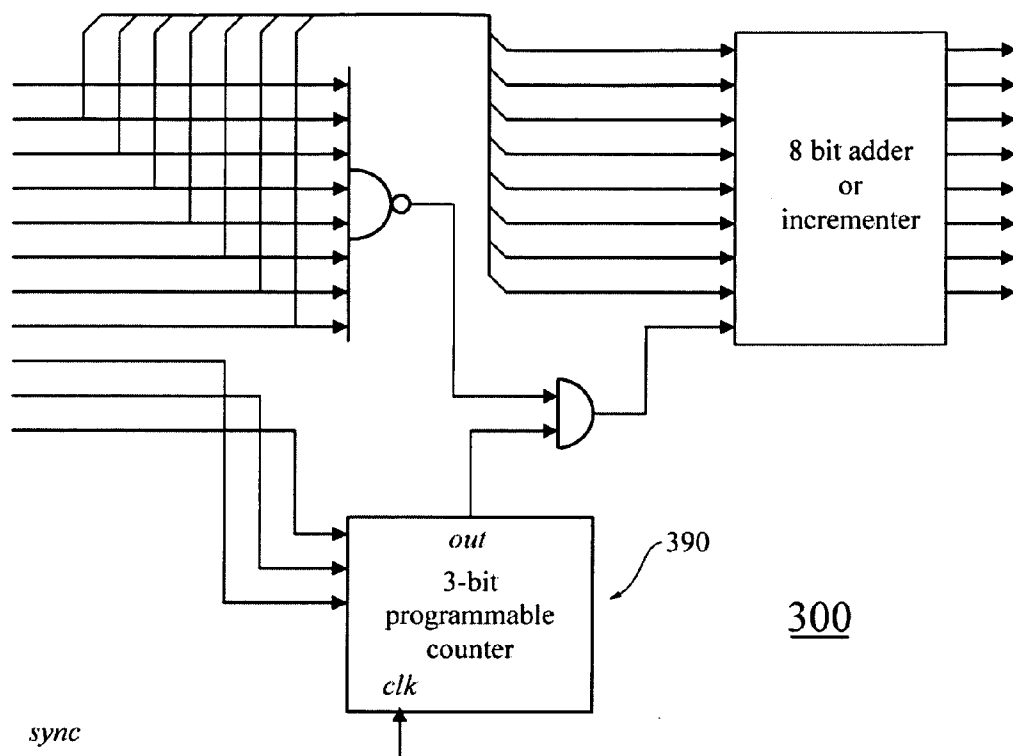 8 bit adder
or
incrementer
out
3-bit
programmable
counter
clk
390
300
sync